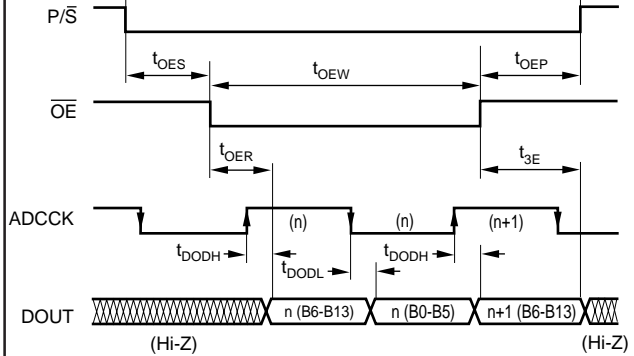 P/S̅
tOES
tOEW
tOEP
O̅E̅
tOER
t3E
ADCCK
(n)
(n)
(n+1)
tDODH
tDODL
tDODH
DOUT
n (B6-B13)
n (B0-B5)
n+1 (B6-B13)
(Hi-Z)
(Hi-Z)